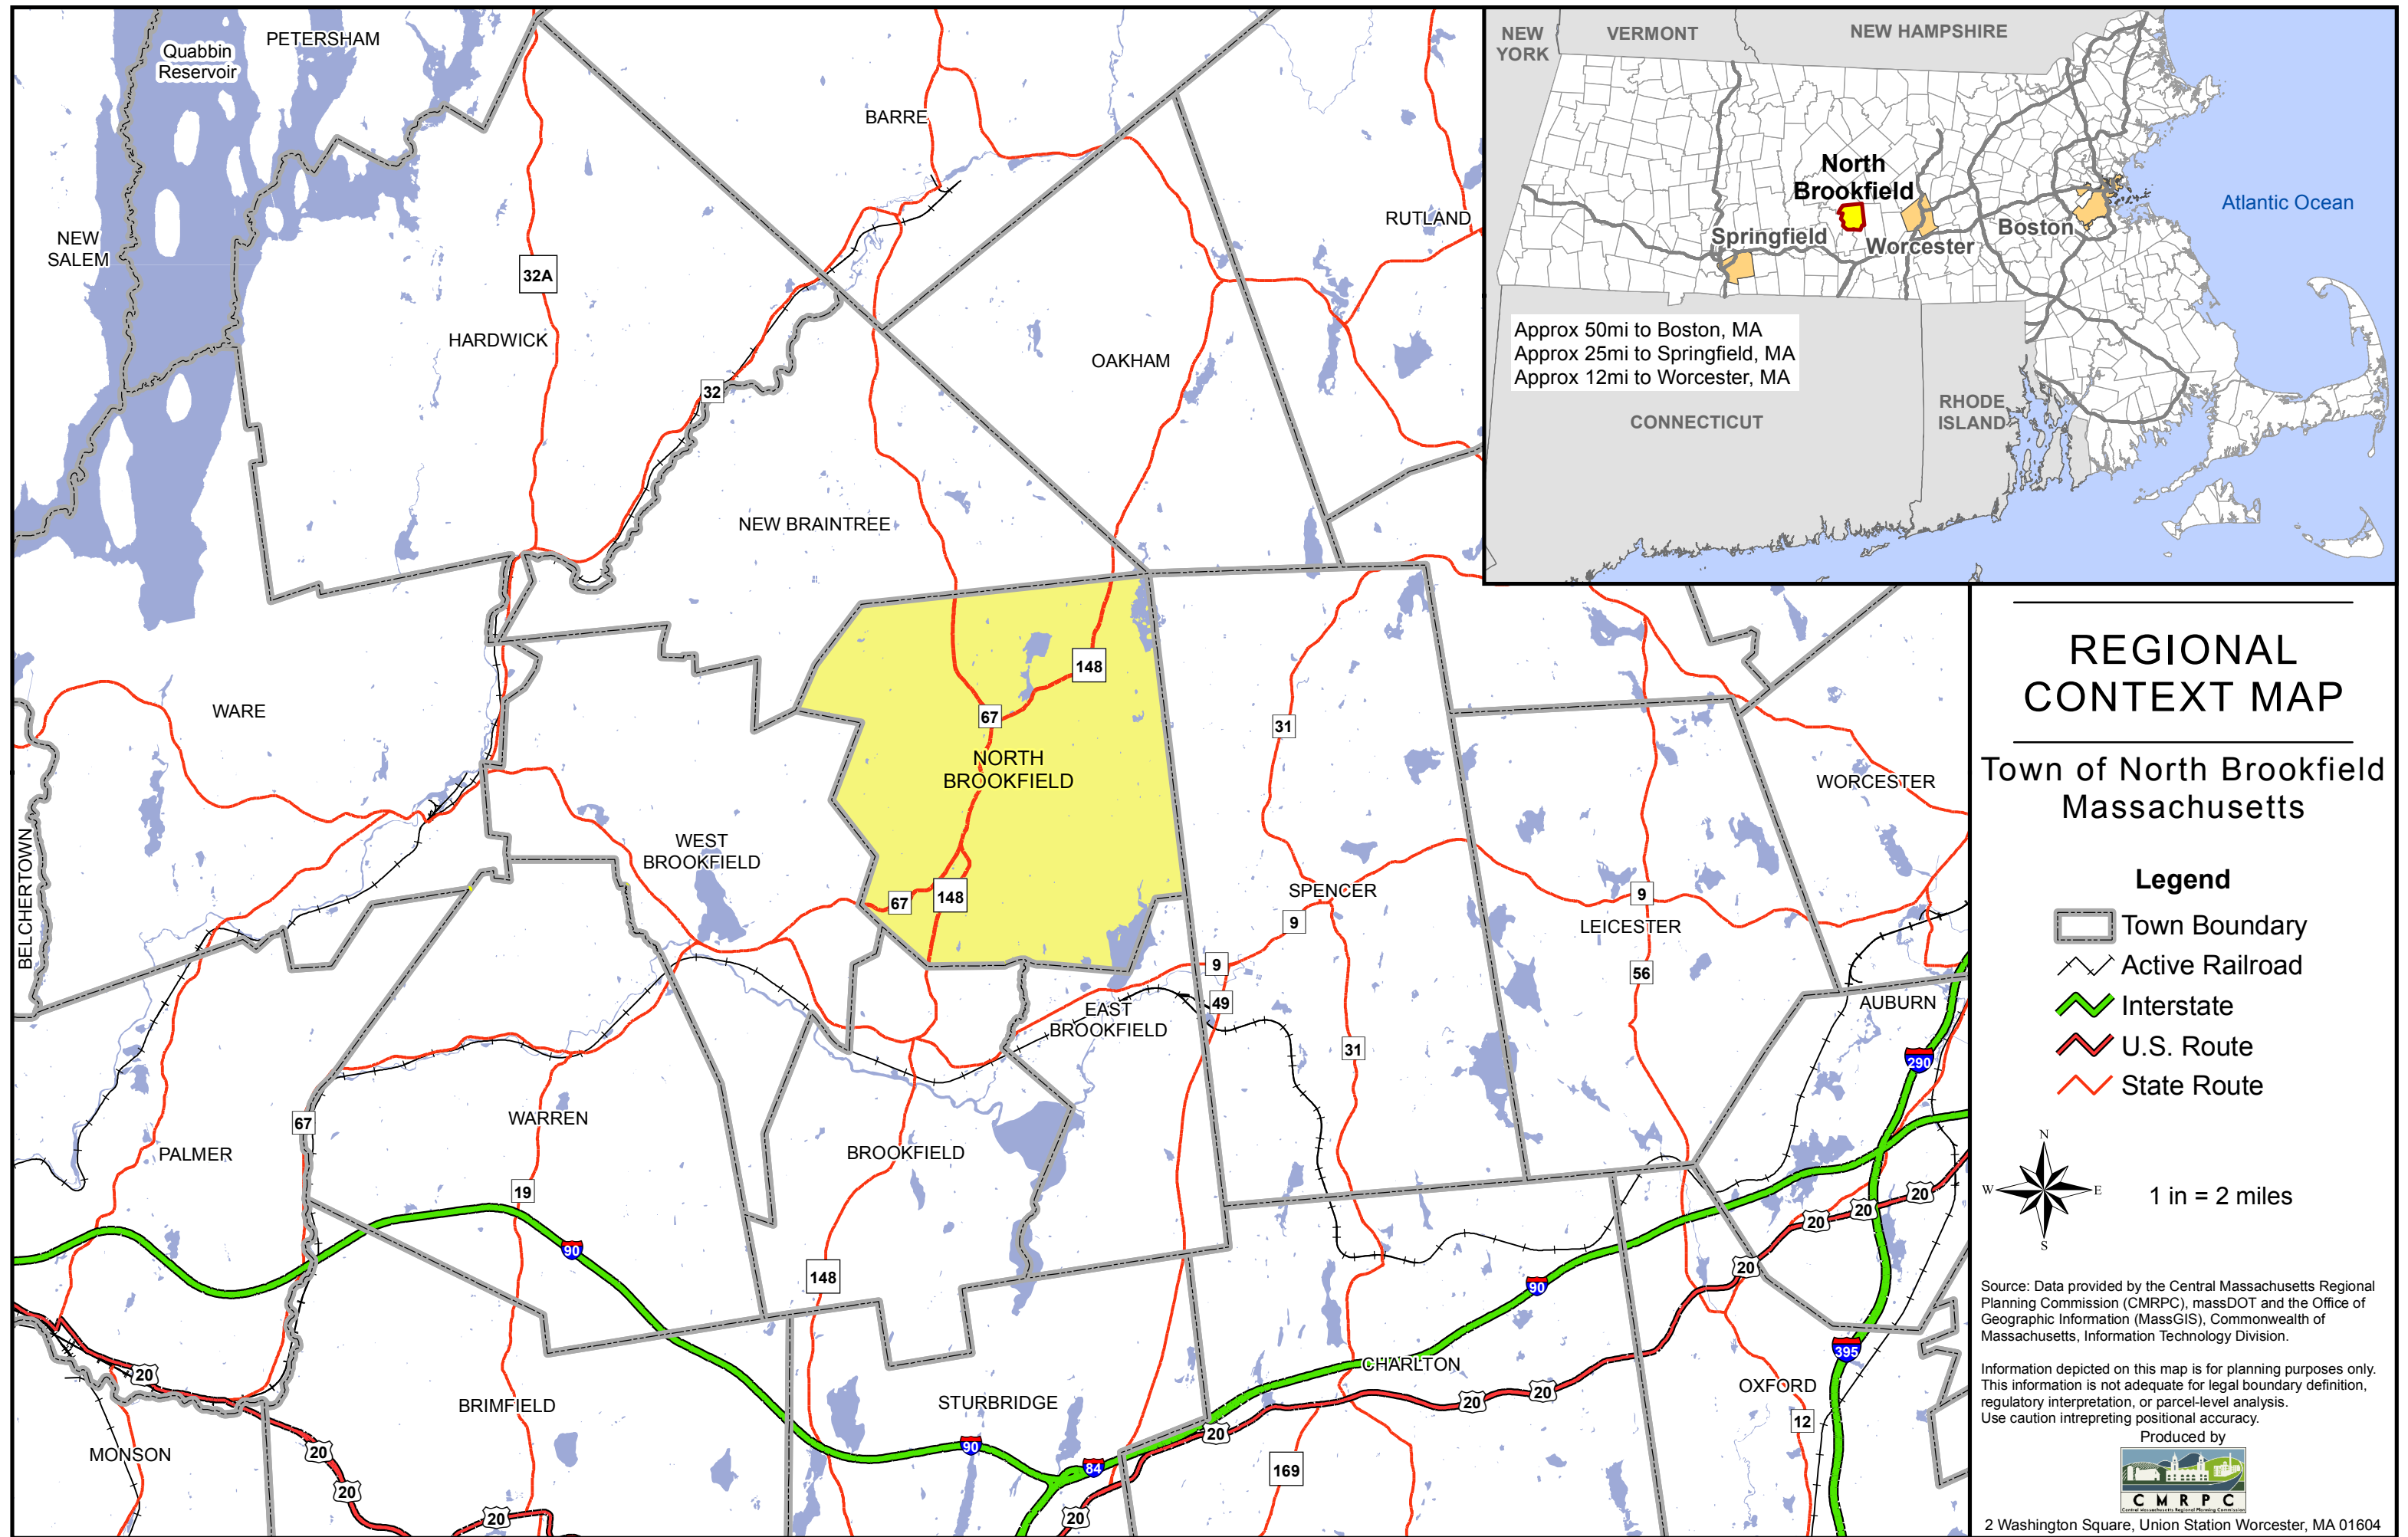 Quabbin
Reservoir
PETERSHAM
BARRE
NEW
SALEM
32A
RUTLAND
HARDWICK
OAKHAM
32
NEW BRAINTREE
148
WARE
67
31
NORTH
BROOKFIELD
WORCESTER
BELCHERTOWN
WEST
BROOKFIELD
67
148
SPENCER
9
9
LEICESTER
9
56
49
EAST
BROOKFIELD
AUBURN
31
290
67
WARREN
PALMER
BROOKFIELD
19
20
20
20
90
148
20
90
395
20
CHARLTON
20
20
OXFORD
BRIMFIELD
STURBRIDGE
12
20
MONSON
20
90
84
169
20
20
20
NEW
YORK
VERMONT
NEW HAMPSHIRE
North
Brookfield
Atlantic Ocean
Springfield
Worcester
Boston
Approx 50mi to Boston, MA
Approx 25mi to Springfield, MA
Approx 12mi to Worcester, MA
CONNECTICUT
RHODE
ISLAND
REGIONAL
CONTEXT MAP
Town of North Brookfield
Massachusetts
Legend
Town Boundary
Active Railroad
Interstate
U.S. Route
State Route
N
W E
S
1 in = 2 miles
Source: Data provided by the Central Massachusetts Regional
Planning Commission (CMRPC), massDOT and the Office of
Geographic Information (MassGIS), Commonwealth of
Massachusetts, Information Technology Division.
Information depicted on this map is for planning purposes only.
This information is not adequate for legal boundary definition,
regulatory interpretation, or parcel-level analysis.
Use caution intrepreting positional accuracy.
Produced by
CMRPC
Central Massachusetts Regional Planning Commission
2 Washington Square, Union Station Worcester, MA 01604